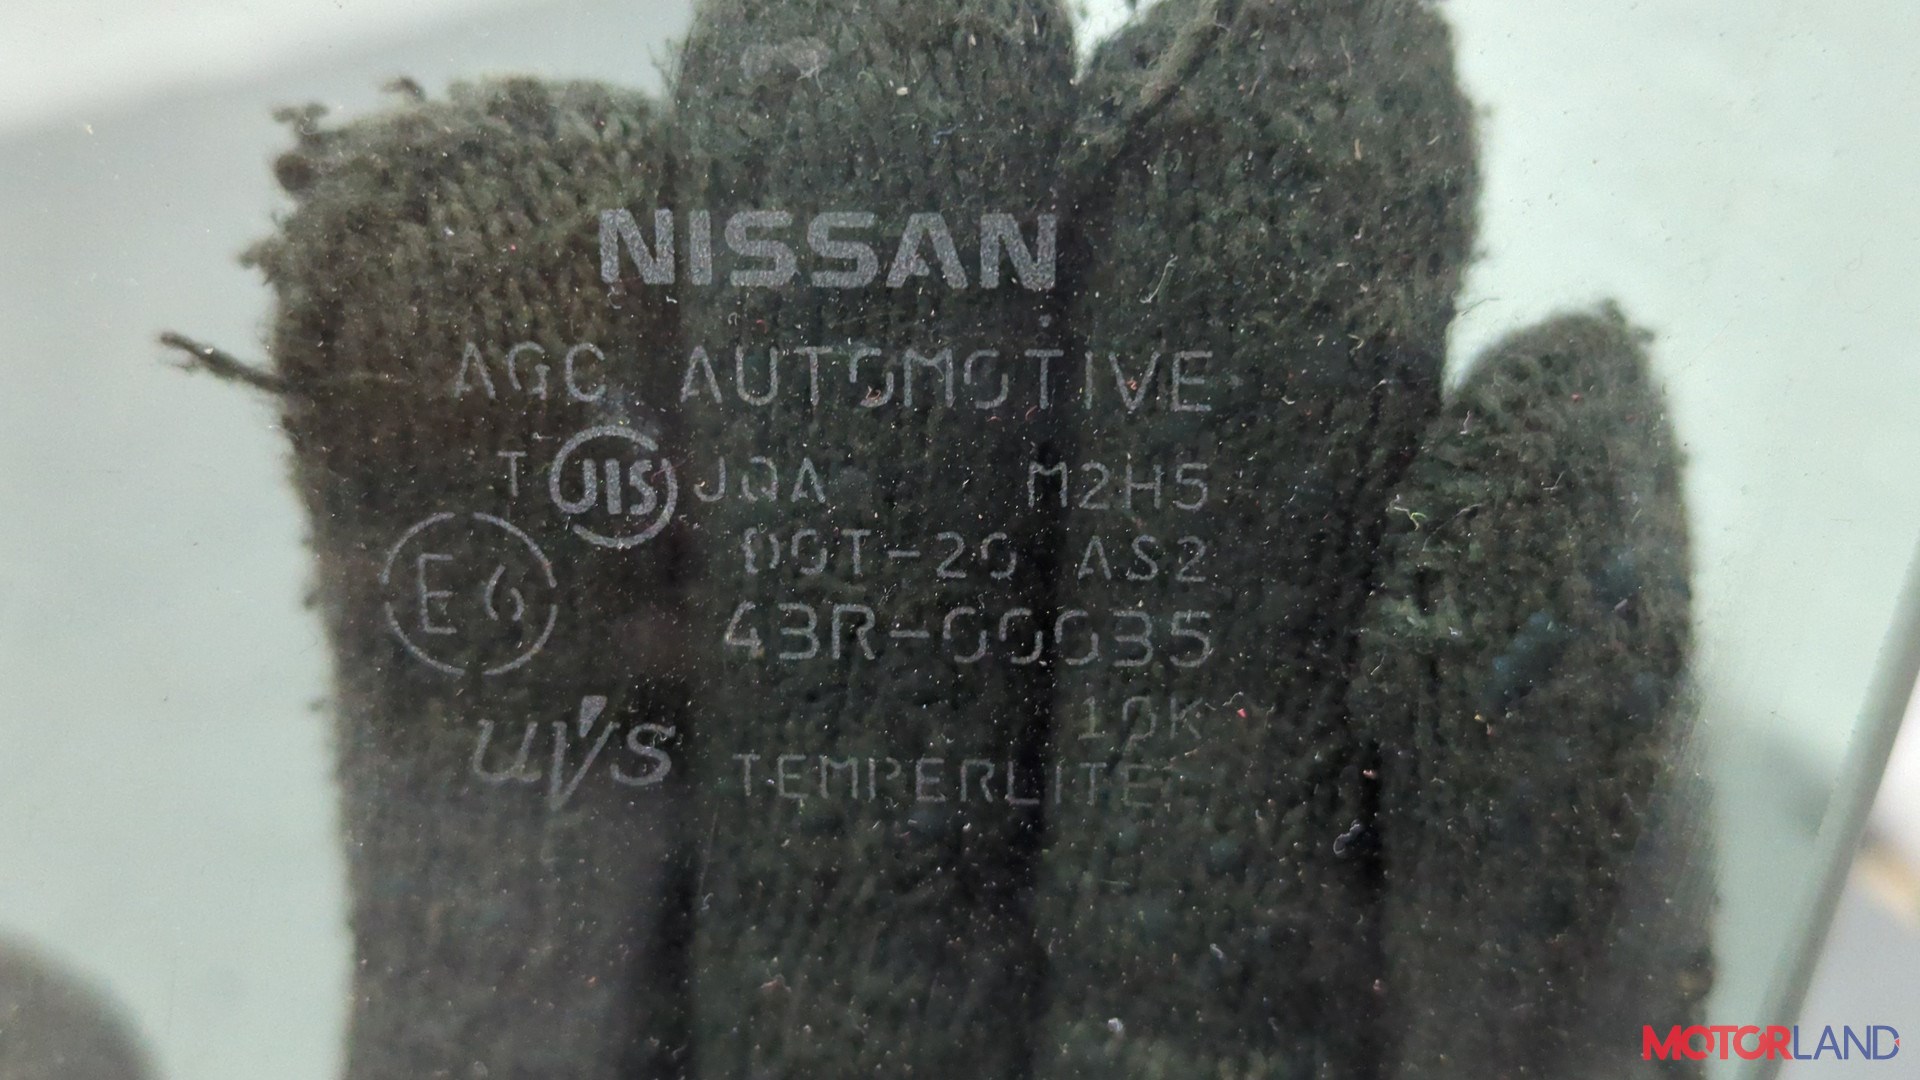 NISSAN
AGC AUTOMOTIVE
T JIS JQA M2H5
DOT-20 AS2
E6 43R-00035
10K
uvs TEMPERLITE
MOTORLAND